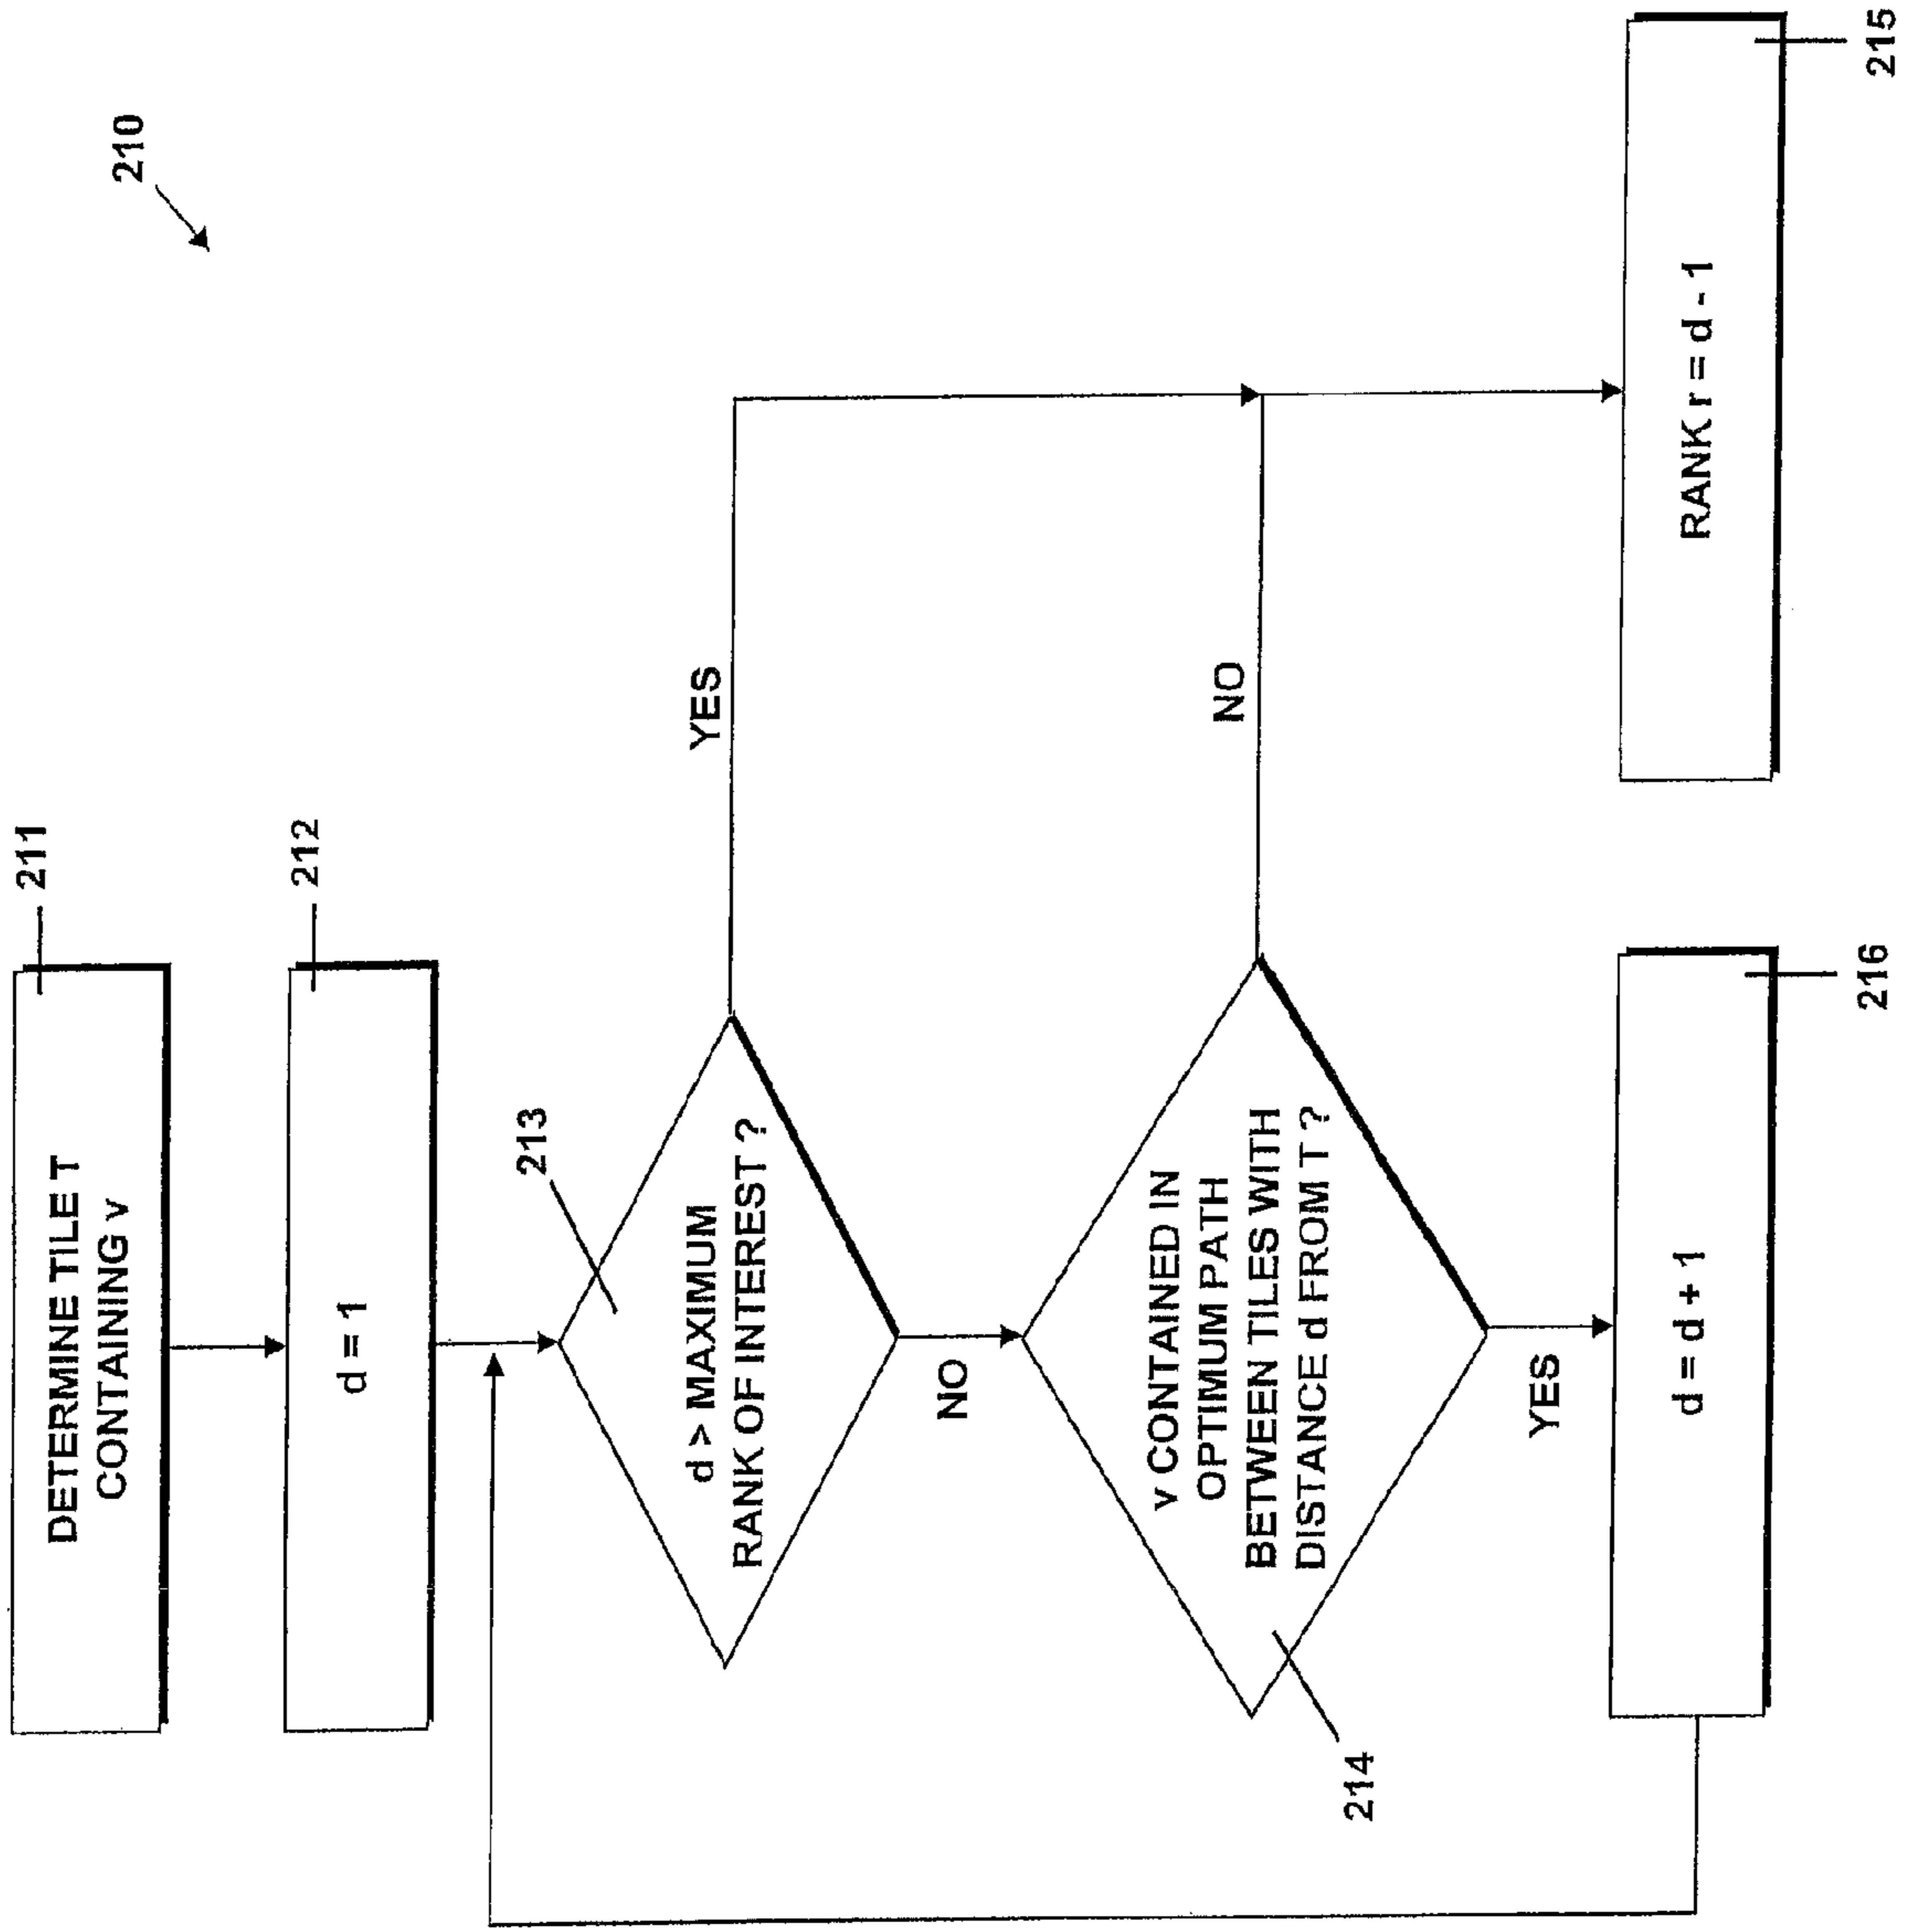 210
211
DETERMINE TILE T
CONTAINING v
212
d = 1
213
d > MAXIMUM
RANK OF INTEREST ?
YES
NO
v CONTAINED IN
OPTIMUM PATH
BETWEEN TILES WITH
DISTANCE d FROM T ?
214
NO
YES
d = d + 1
216
RANK r = d - 1
215